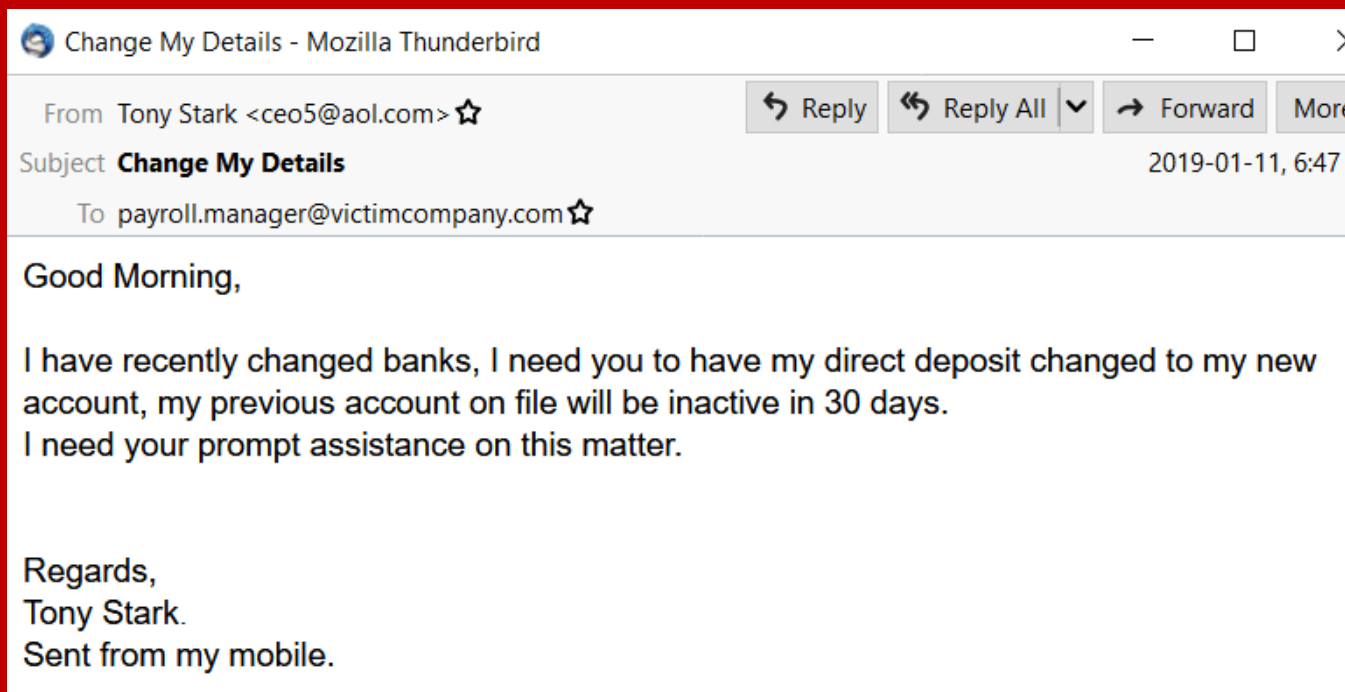 Change My Details - Mozilla Thunderbird
From Tony Stark <ceo5@aol.com>
Reply
Reply All
Forward
More
Subject Change My Details
2019-01-11, 6:47
To payroll.manager@victimcompany.com
Good Morning,
I have recently changed banks, I need you to have my direct deposit changed to my new
account, my previous account on file will be inactive in 30 days.
I need your prompt assistance on this matter.
Regards,
Tony Stark.
Sent from my mobile.